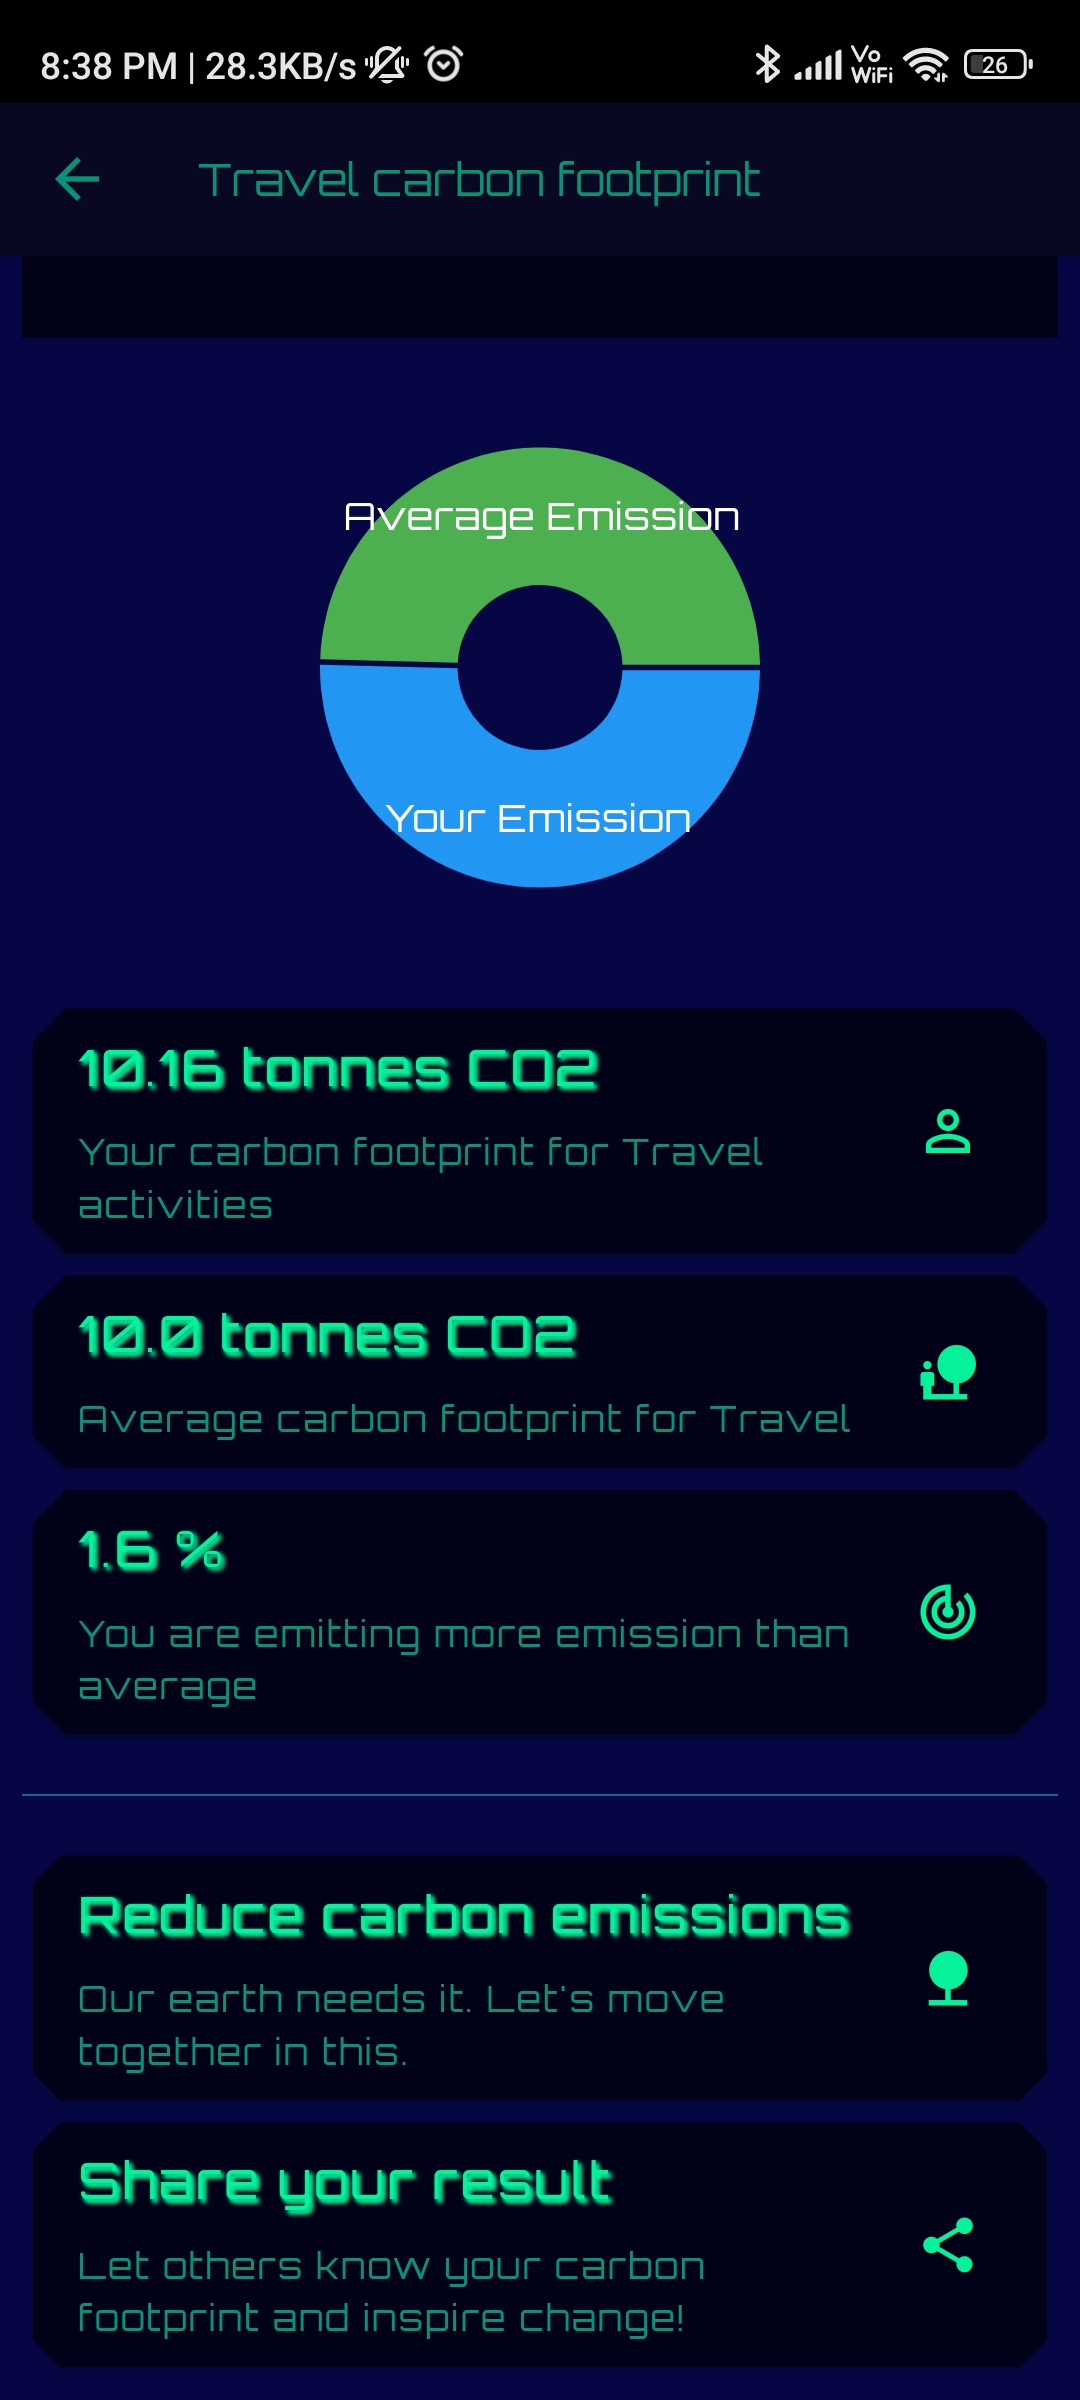 8:38 PM | 28.3KB/s
Vo
WiFi
26
Travel carbon footprint
Average Emission
Your Emission
10.16 tonnes CO2
Your carbon footprint for Travel
activities
10.0 tonnes CO2
Average carbon footprint for Travel
1.6 %
You are emitting more emission than
average
Reduce carbon emissions
Our earth needs it. Let's move
together in this.
Share your result
Let others know your carbon
footprint and inspire change!